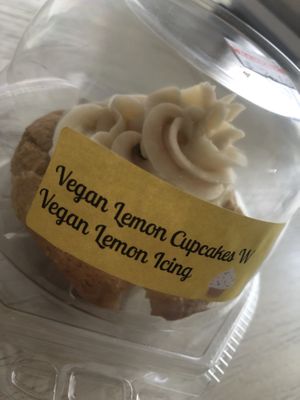 Vegan Lemon Cupcakes W
Vegan Lemon Icing